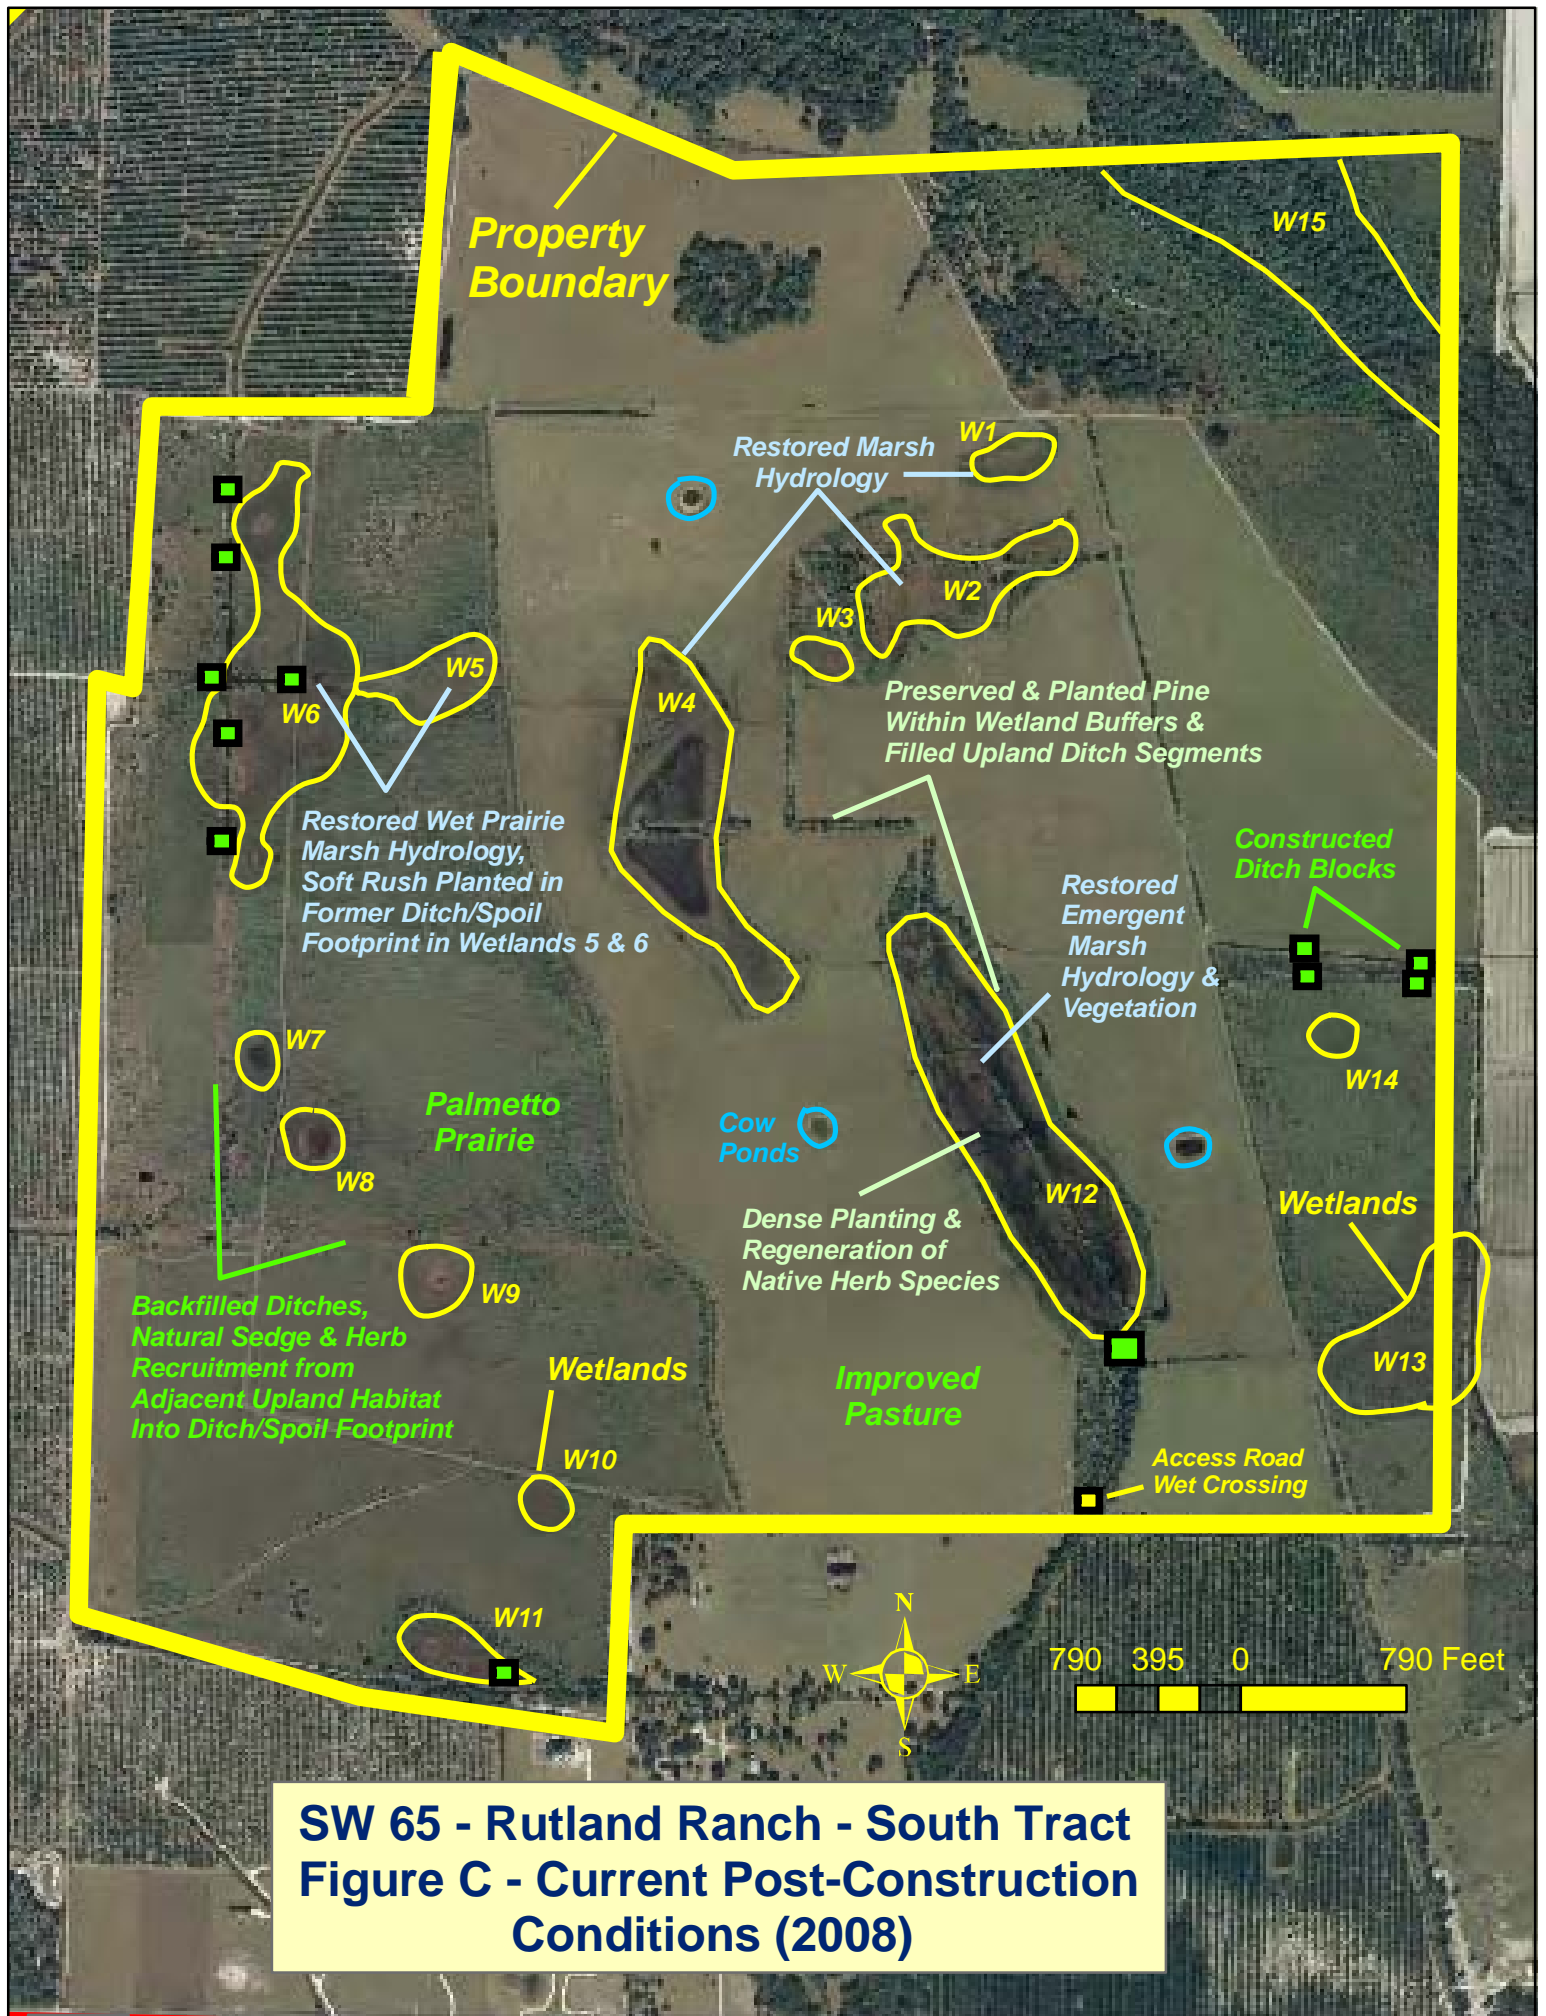 Property
Boundary
W15
W1
Restored Marsh
Hydrology
W2
W3
W5
W4
W6
Preserved & Planted Pine
Within Wetland Buffers &
Filled Upland Ditch Segments
Restored Wet Prairie
Marsh Hydrology,
Soft Rush Planted in
Former Ditch/Spoil
Footprint in Wetlands 5 & 6
Constructed
Ditch Blocks
Restored
Emergent
Marsh
Hydrology &
Vegetation
W7
W14
Palmetto
Prairie
Cow
Ponds
W8
W12
Wetlands
Dense Planting &
Regeneration of
Native Herb Species
W9
Backfilled Ditches,
Natural Sedge & Herb
Recruitment from
Adjacent Upland Habitat
Into Ditch/Spoil Footprint
Wetlands
W13
Improved
Pasture
W10
Access Road
Wet Crossing
W11
N
W E
S
790 395 0 790 Feet
SW 65 - Rutland Ranch - South Tract
Figure C - Current Post-Construction
Conditions (2008)